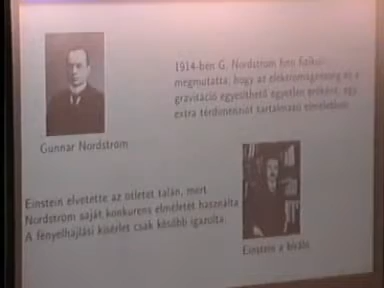 1914-ben G. Nordström finn fizikus
megmutatta, hogy az elektromágnesség és a
gravitáció egyesíthető egyetlen erőként, egy
extra térdimenziót tartalmazó elméletben.
Gunnar Nordström
Einstein elvetette az ötletet talán, mert
Nordström saját, konkurens elméletét használta.
A fényelhajlási kísérlet csak később igazolta.
Einstein a bíráló